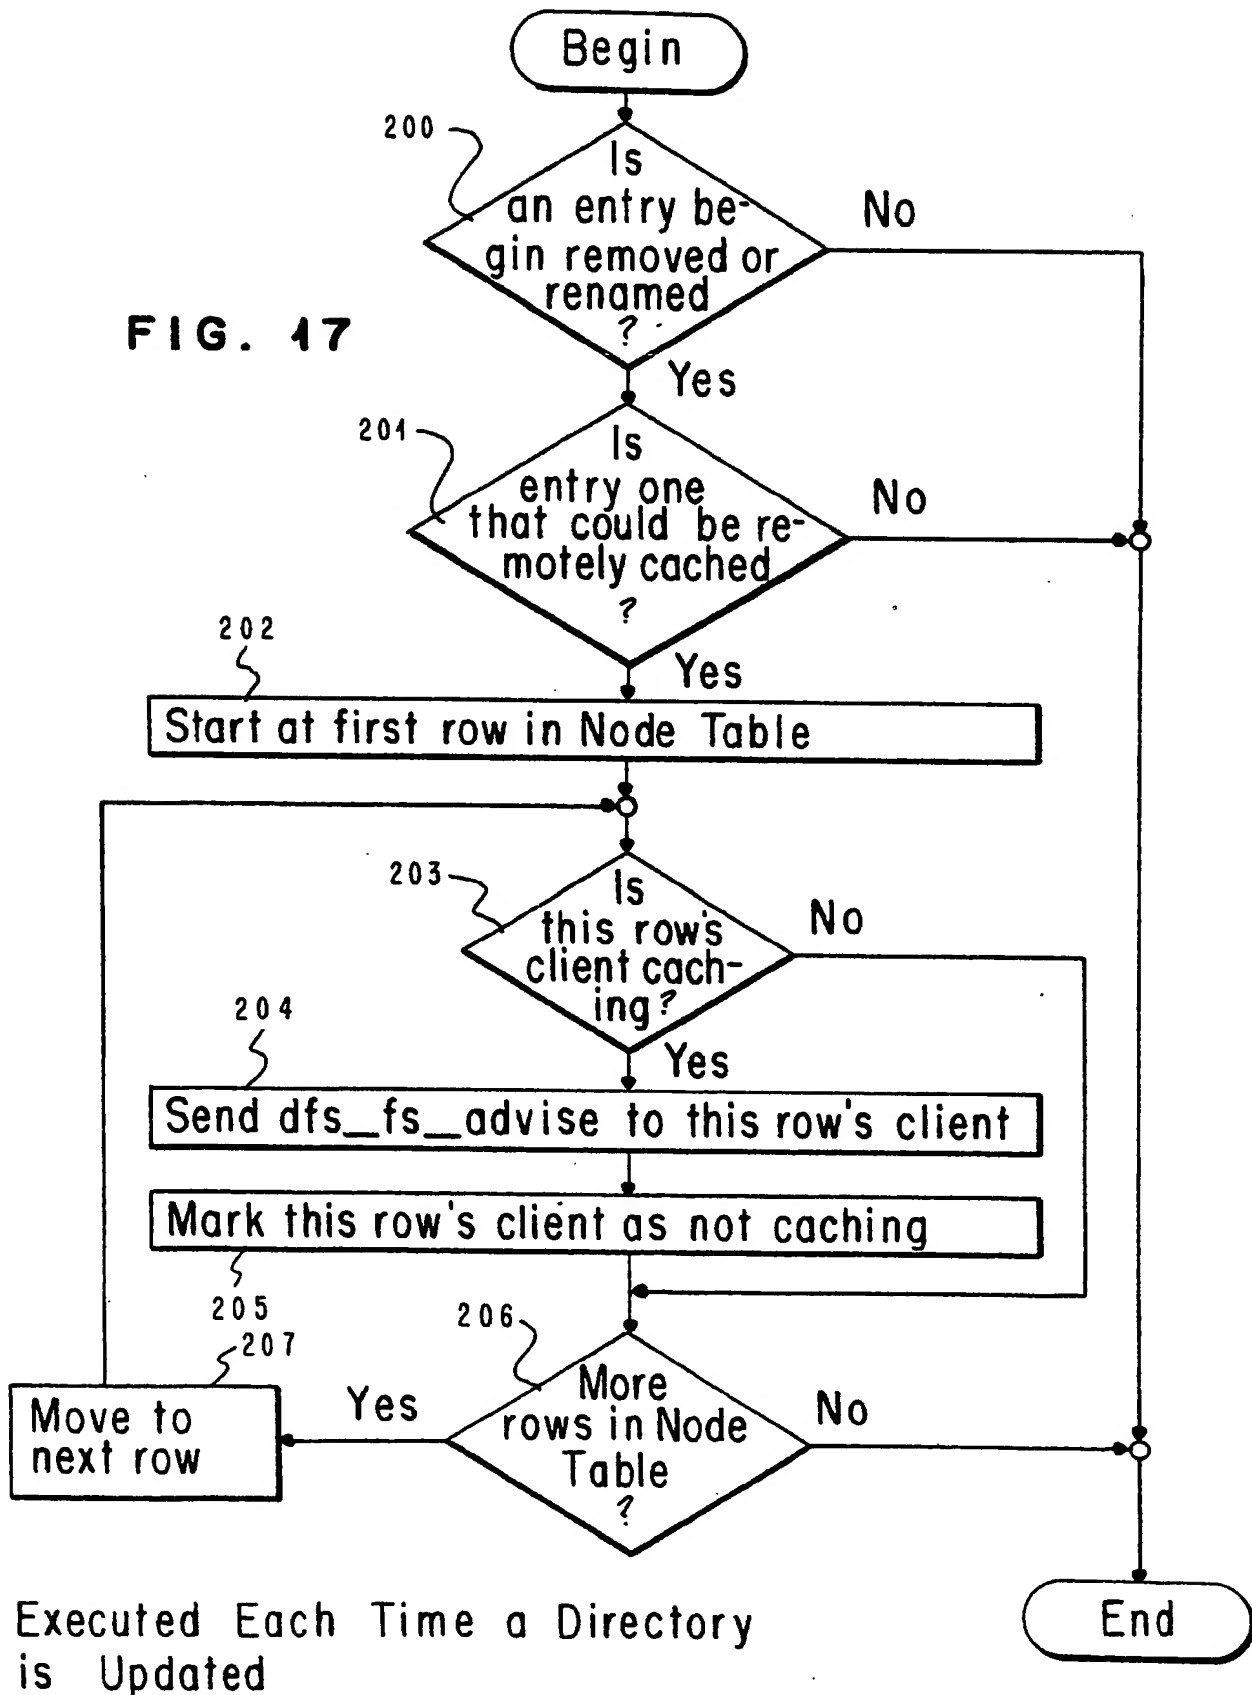 Begin
200
Is
an entry be-
gin removed or
renamed
?
No
FIG. 17
Yes
201
Is
entry one
that could be re-
motely cached
?
No
202
Yes
Start at first row in Node Table
203
Is
this row's
client cach-
ing?
No
204
Yes
Send dfs_fs_advise to this row's client
Mark this row's client as not caching
205
206
207
More
rows in Node
Table
?
Yes
No
Move to
next row
Executed Each Time a Directory
is Updated
End